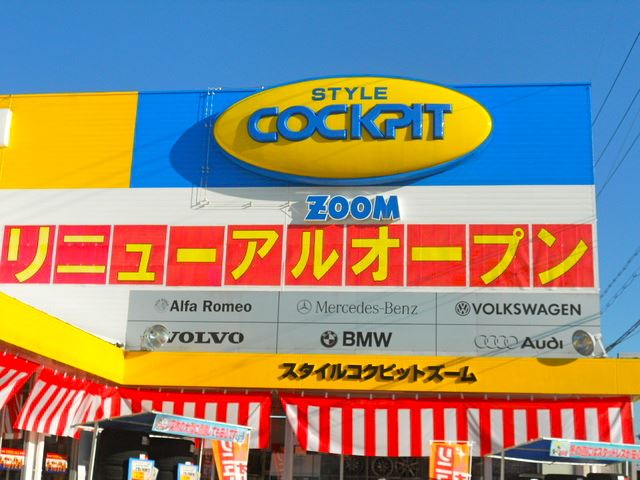 STYLE
COCKPIT
ZOOM
リニューアルオープン
Alfa Romeo Mercedes-Benz VOLKSWAGEN
VOLVO BMW Audi
スタイルコクピットズーム